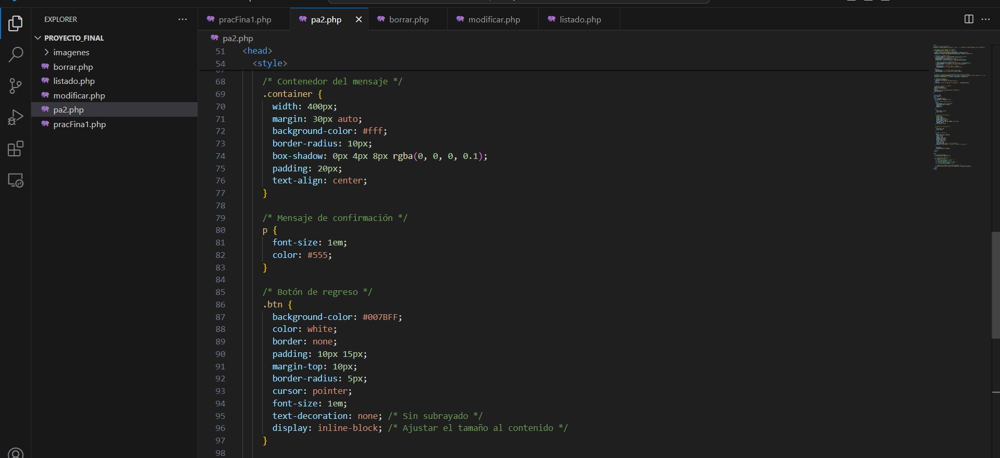 EXPLORER
PROYECTO_FINAL
imagenes
borrar.php
listado.php
modificar.php
pa2.php
pracFina1.php
pracFina1.php
pa2.php
borrar.php
modificar.php
listado.php
pa2.php
51 <head>
54 <style>
68 /* Contenedor del mensaje */
69 .container {
70 width: 400px;
71 margin: 30px auto;
72 background-color: #fff;
73 border-radius: 10px;
74 box-shadow: 0px 4px 8px rgba(0, 0, 0, 0.1);
75 padding: 20px;
76 text-align: center;
77 }
78
79 /* Mensaje de confirmación */
80 p {
81 font-size: 1em;
82 color: #555;
83 }
84
85 /* Botón de regreso */
86 .btn {
87 background-color: #007BFF;
88 color: white;
89 border: none;
90 padding: 10px 15px;
91 margin-top: 10px;
92 border-radius: 5px;
93 cursor: pointer;
94 font-size: 1em;
95 text-decoration: none; /* Sin subrayado */
96 display: inline-block; /* Ajustar el tamaño al contenido */
97 }
98